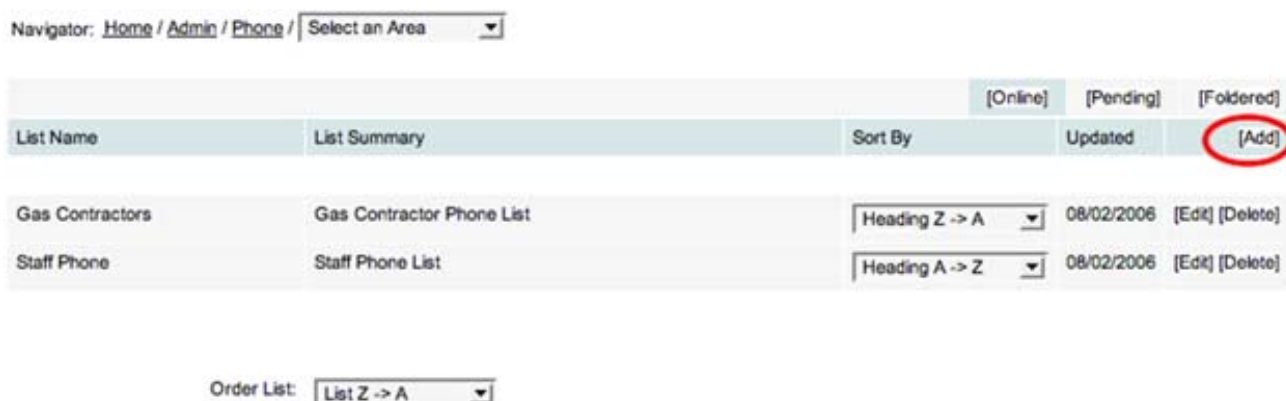 Navigator: Home / Admin / Phone / Select an Area
[Online] [Pending] [Foldered]
List Name List Summary Sort By Updated [Add]
Gas Contractors Gas Contractor Phone List Heading Z -> A 08/02/2006 [Edit] [Delete]
Staff Phone Staff Phone List Heading A -> Z 08/02/2006 [Edit] [Delete]
Order List: List Z -> A